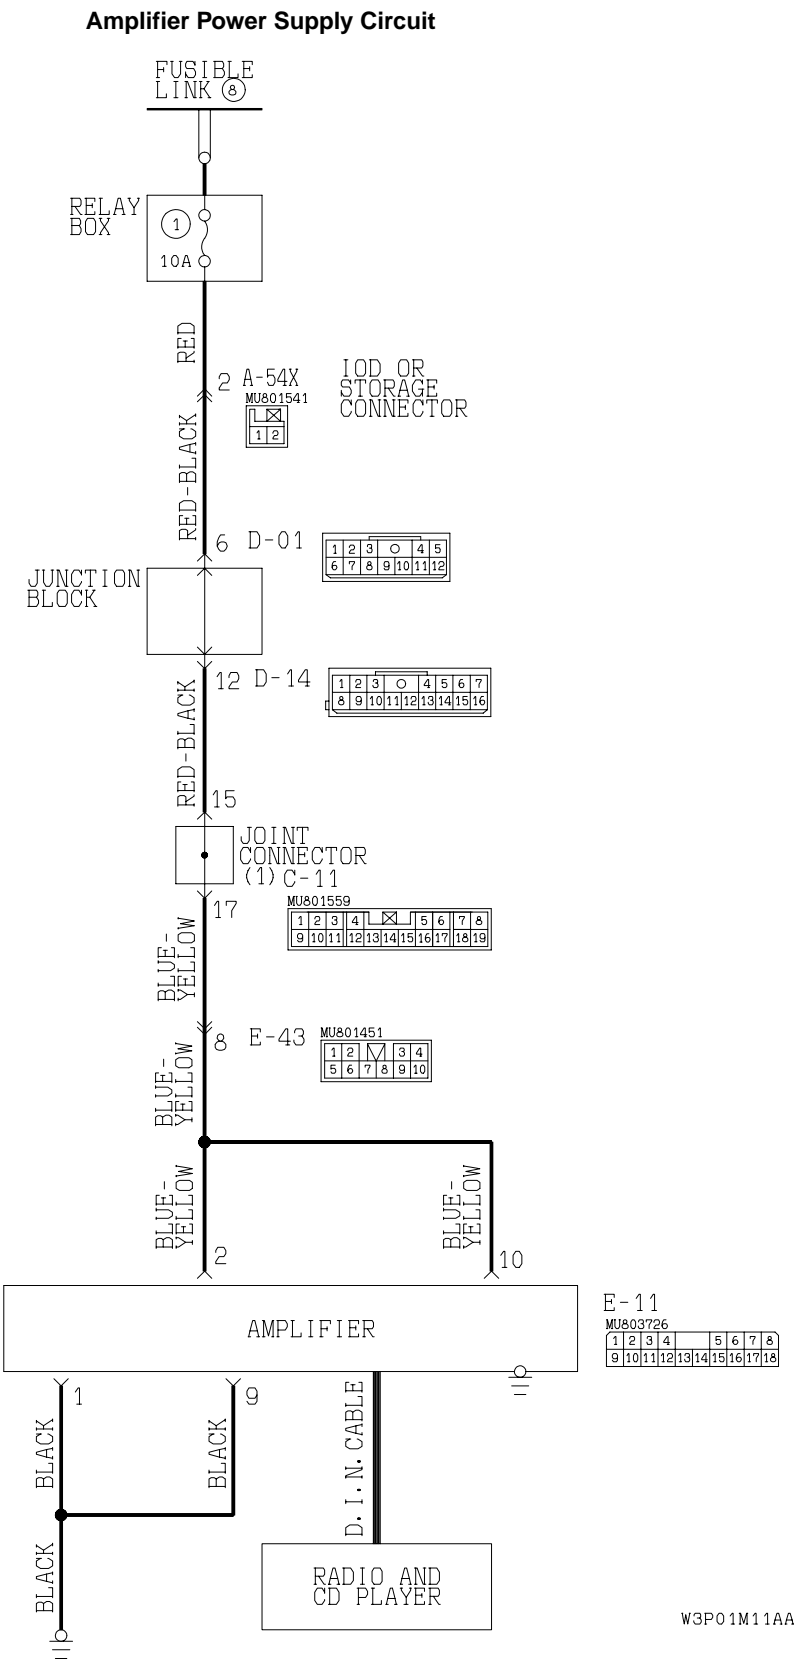 Amplifier Power Supply Circuit
FUSIBLE
LINK 8
RELAY
BOX
1
10A
RED
2 A-54X
MU801541
1 2
IOD OR
STORAGE
CONNECTOR
RED-BLACK
6 D-01
1 2 3 4 5
6 7 8 9 10 11 12
JUNCTION
BLOCK
12 D-14
1 2 3 4 5 6 7
8 9 10 11 12 13 14 15 16
RED-BLACK
15
JOINT
CONNECTOR
(1) C-11
17
MU801559
1 2 3 4 5 6 7 8
9 10 11 12 13 14 15 16 17 18 19
BLUE-
YELLOW
8 E-43
MU801451
1 2 3 4
5 6 7 8 9 10
BLUE-
YELLOW
BLUE-
YELLOW
2
BLUE-
YELLOW
10
AMPLIFIER
E-11
MU803726
1 2 3 4 5 6 7 8
9 10 11 12 13 14 15 16 17 18
1
9
BLACK
BLACK
D.I.N.CABLE
BLACK
RADIO AND
CD PLAYER
W3P01M11AA